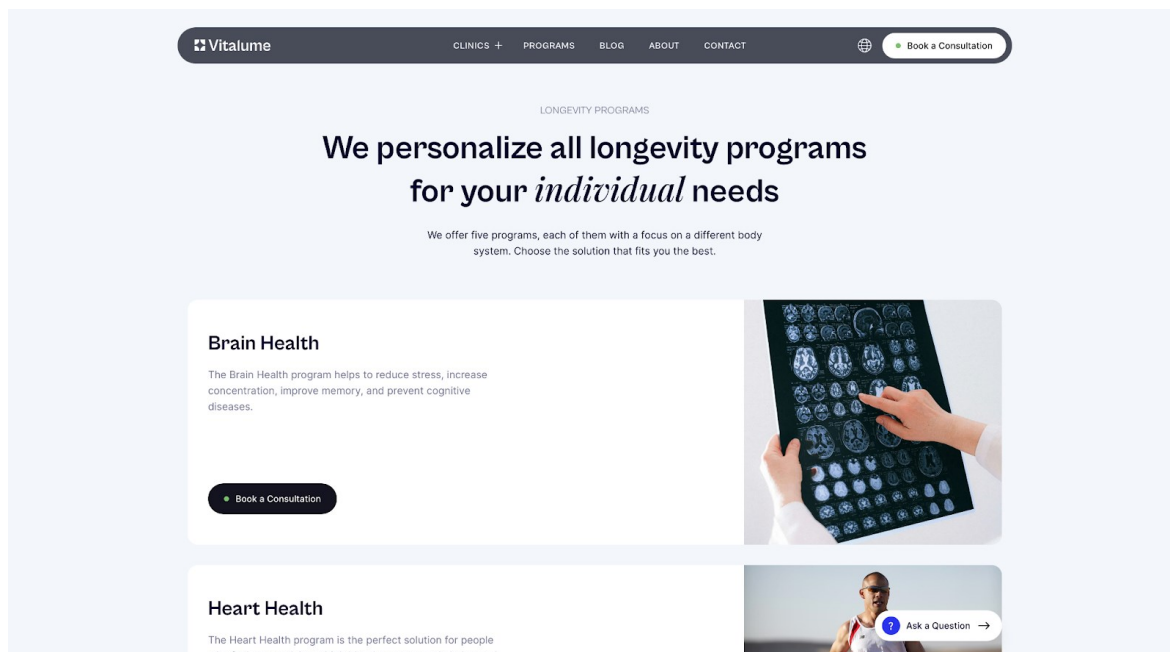 Vitalume
CLINICS +
PROGRAMS
BLOG
ABOUT
CONTACT
Book a Consultation
LONGEVITY PROGRAMS
We personalize all longevity programs
for your individual needs
We offer five programs, each of them with a focus on a different body
system. Choose the solution that fits you the best.
Brain Health
The Brain Health program helps to reduce stress, increase
concentration, improve memory, and prevent cognitive
diseases.
Book a Consultation
Heart Health
The Heart Health program is the perfect solution for people
? Ask a Question →